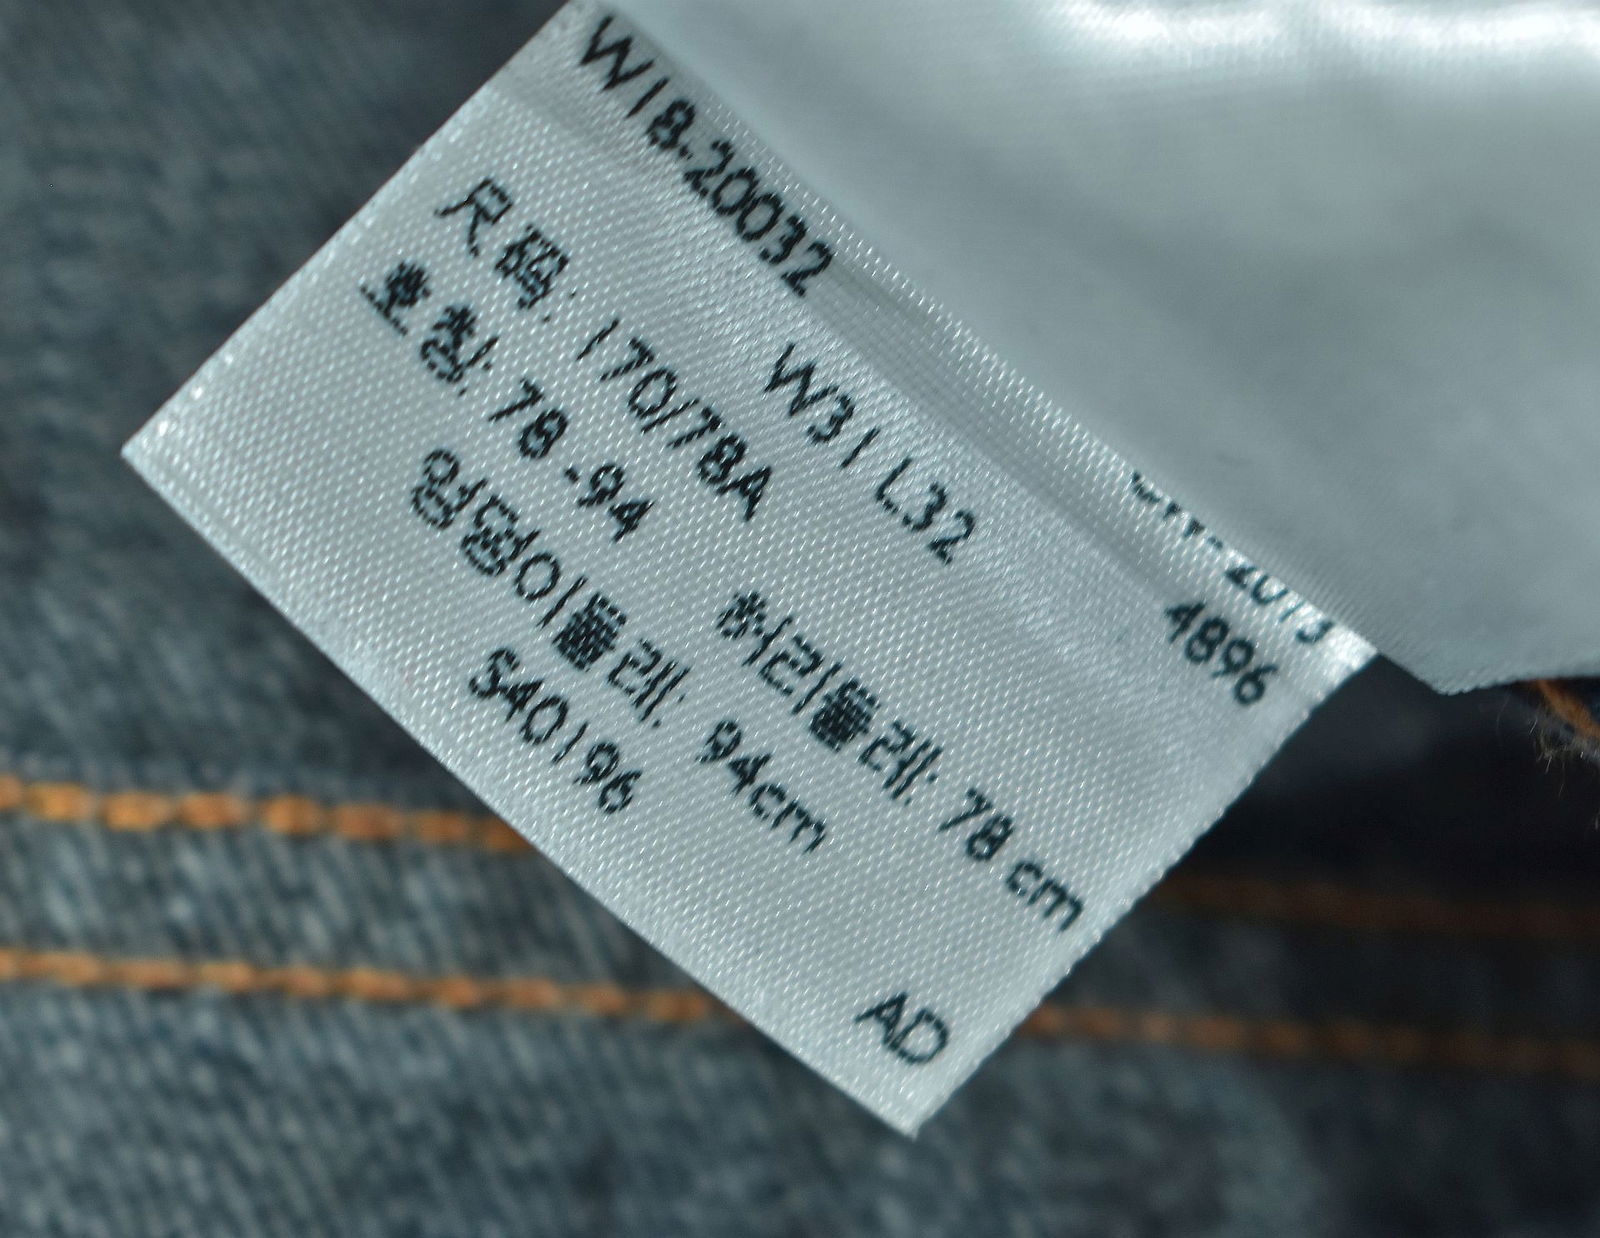 W18-20032
4896
W31 L32
尺码: 170/78A
호칭: 78-94
허리둘레: 78 cm
엉덩이둘레: 94cm
S40196
AD